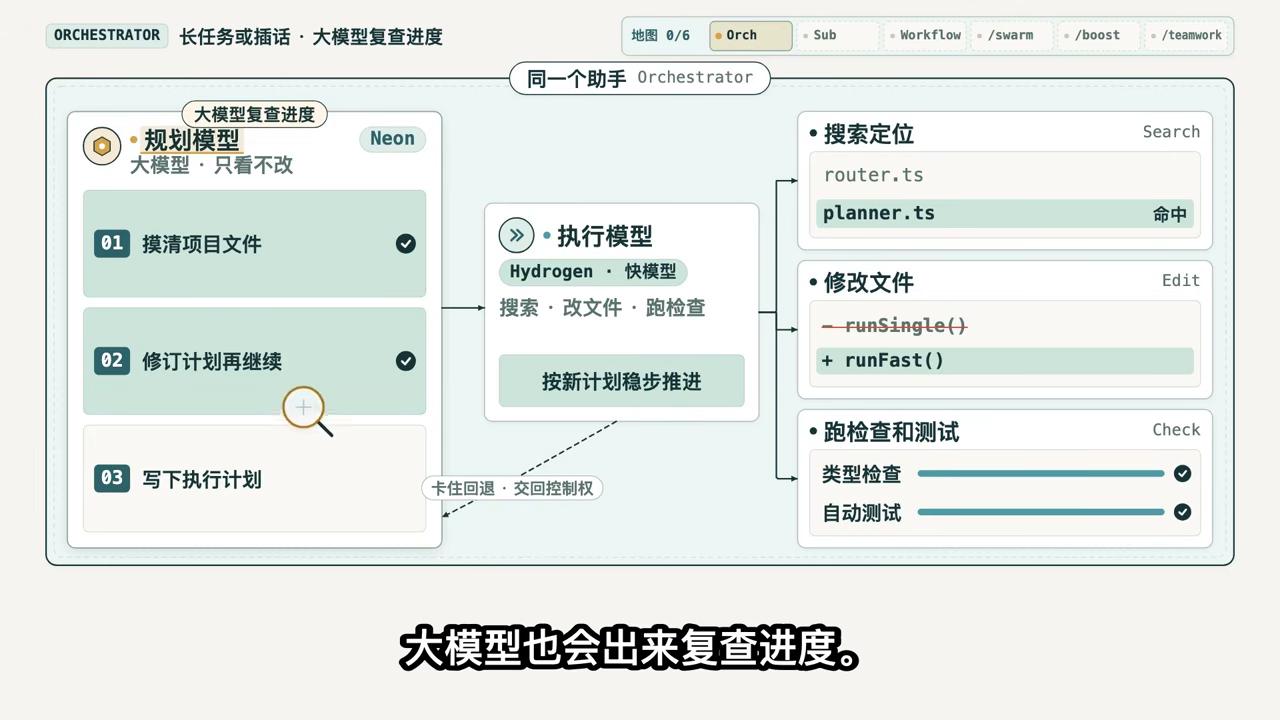 ORCHESTRATOR 长任务或插话 · 大模型复查进度
地图 0/6 Orch Sub Workflow /swarm /boost /teamwork
同一个助手 Orchestrator
大模型复查进度
规划模型 Neon
大模型 · 只看不改
01 摸清项目文件
02 修订计划再继续
03 写下执行计划
执行模型
Hydrogen · 快模型
搜索 · 改文件 · 跑检查
按新计划稳步推进
卡住回退 · 交回控制权
搜索定位 Search
router.ts
planner.ts 命中
修改文件 Edit
- runSingle()
+ runFast()
跑检查和测试 Check
类型检查
自动测试
大模型也会出来复查进度。